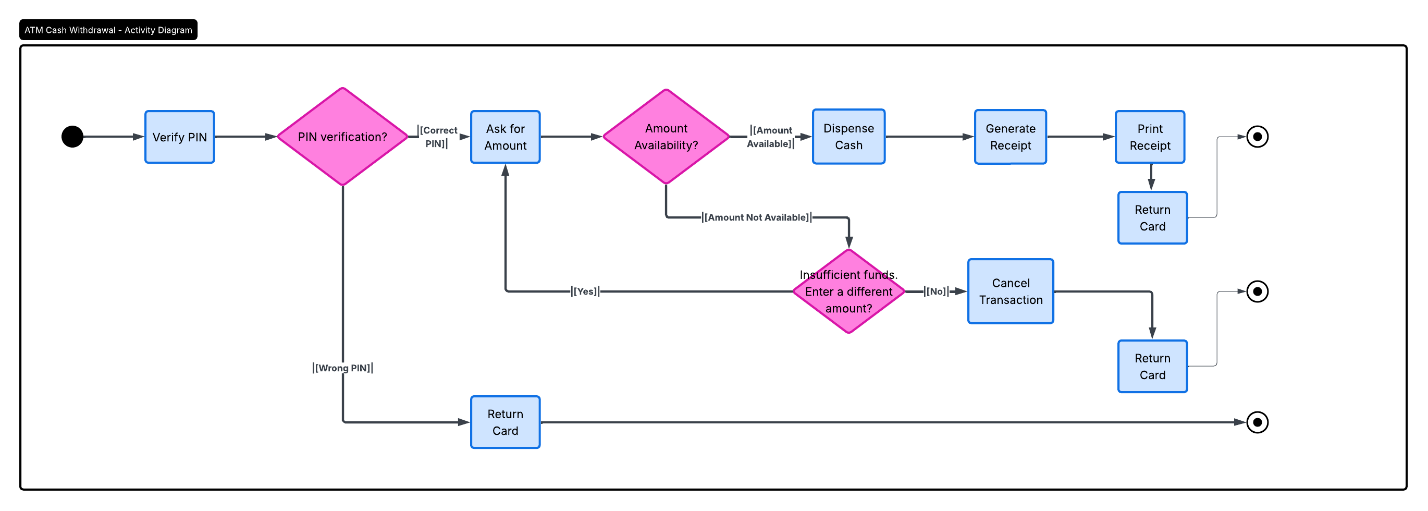 ATM Cash Withdrawal - Activity Diagram
Verify PIN
PIN verification?
|[Correct
PIN]|
Ask for
Amount
Amount
Availability?
|[Amount
Available]|
Dispense
Cash
Generate
Receipt
Print
Receipt
Return
Card
|[Amount Not Available]|
Insufficient funds.
Enter a different
amount?
|[Yes]|
|[No]|
Cancel
Transaction
Return
Card
|[Wrong PIN]|
Return
Card